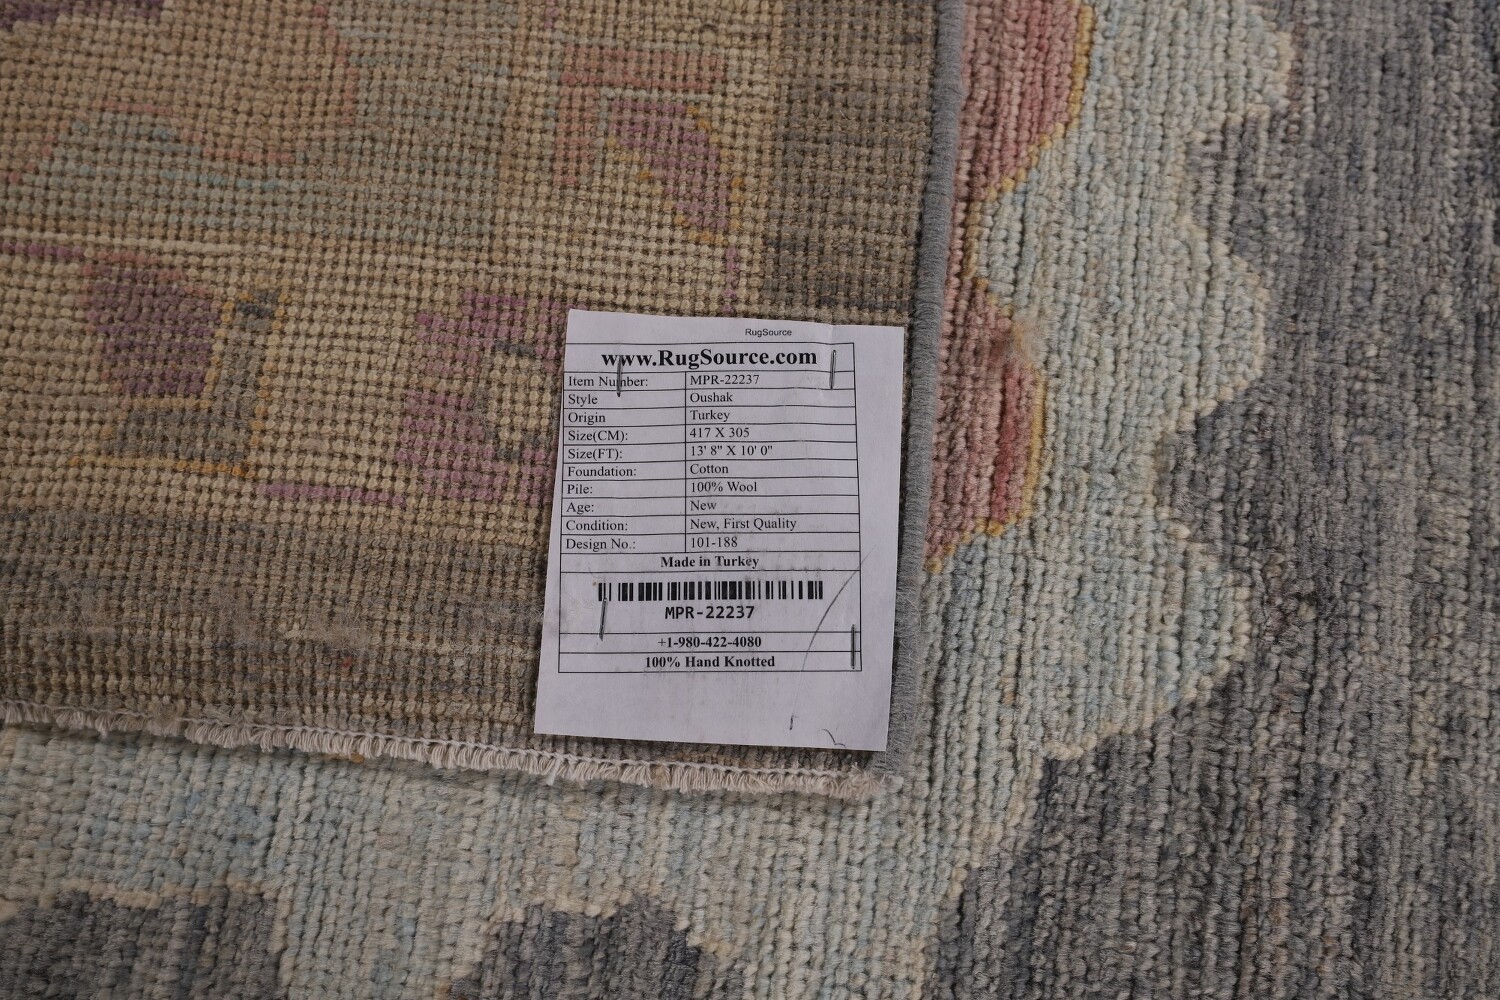 RugSource
www.RugSource.com
Item Number: MPR-22237
Style Oushak
Origin Turkey
Size(CM): 417 X 305
Size(FT): 13' 8" X 10' 0"
Foundation: Cotton
Pile: 100% Wool
Age: New
Condition: New, First Quality
Design No.: 101-188
Made in Turkey
MPR-22237
+1-980-422-4080
100% Hand Knotted